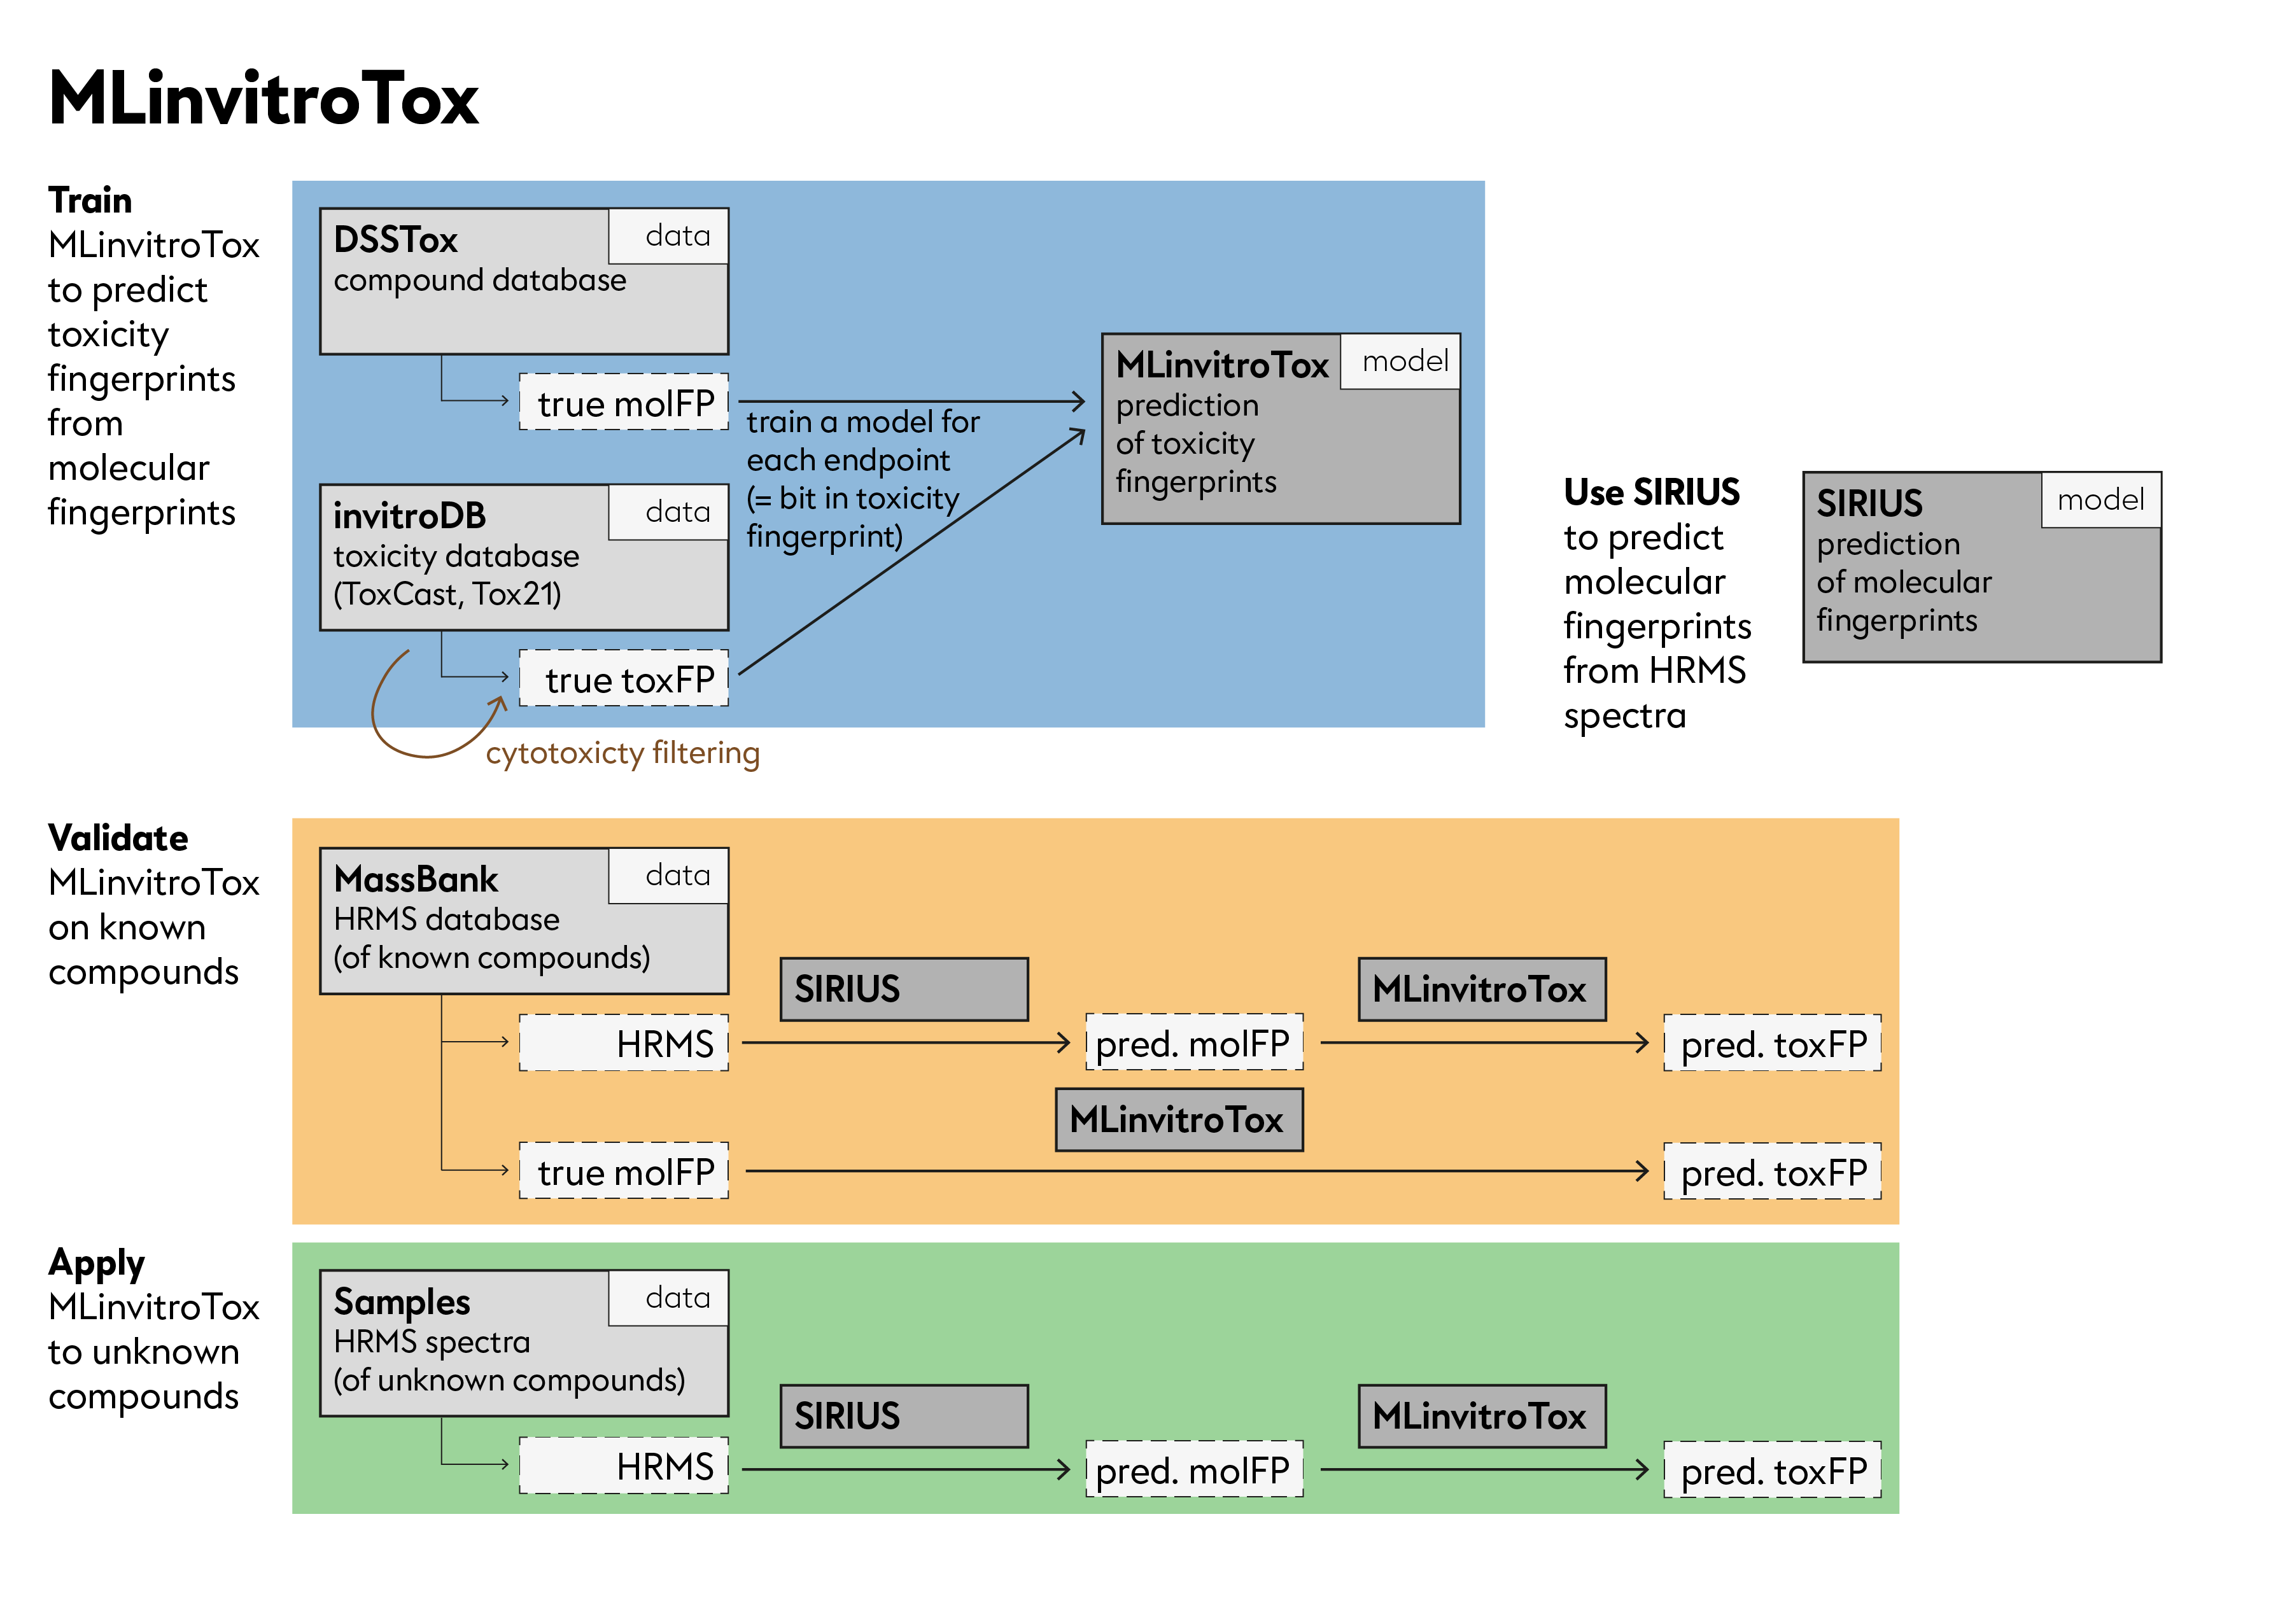 MLinvitroTox
Train
MLinvitroTox
to predict
toxicity
fingerprints
from
molecular
fingerprints
DSSTox
data
compound database
true molFP
invitroDB
data
toxicity database
(ToxCast, Tox21)
true toxFP
cytotoxicty filtering
train a model for
each endpoint
(= bit in toxicity
fingerprint)
MLinvitroTox
model
prediction
of toxicity
fingerprints
Use SIRIUS
to predict
molecular
fingerprints
from HRMS
spectra
SIRIUS
model
prediction
of molecular
fingerprints
Validate
MLinvitroTox
on known
compounds
MassBank
data
HRMS database
(of known compounds)
HRMS
SIRIUS
pred. molFP
MLinvitroTox
pred. toxFP
true molFP
MLinvitroTox
pred. toxFP
Apply
MLinvitroTox
to unknown
compounds
Samples
data
HRMS spectra
(of unknown compounds)
HRMS
SIRIUS
pred. molFP
MLinvitroTox
pred. toxFP